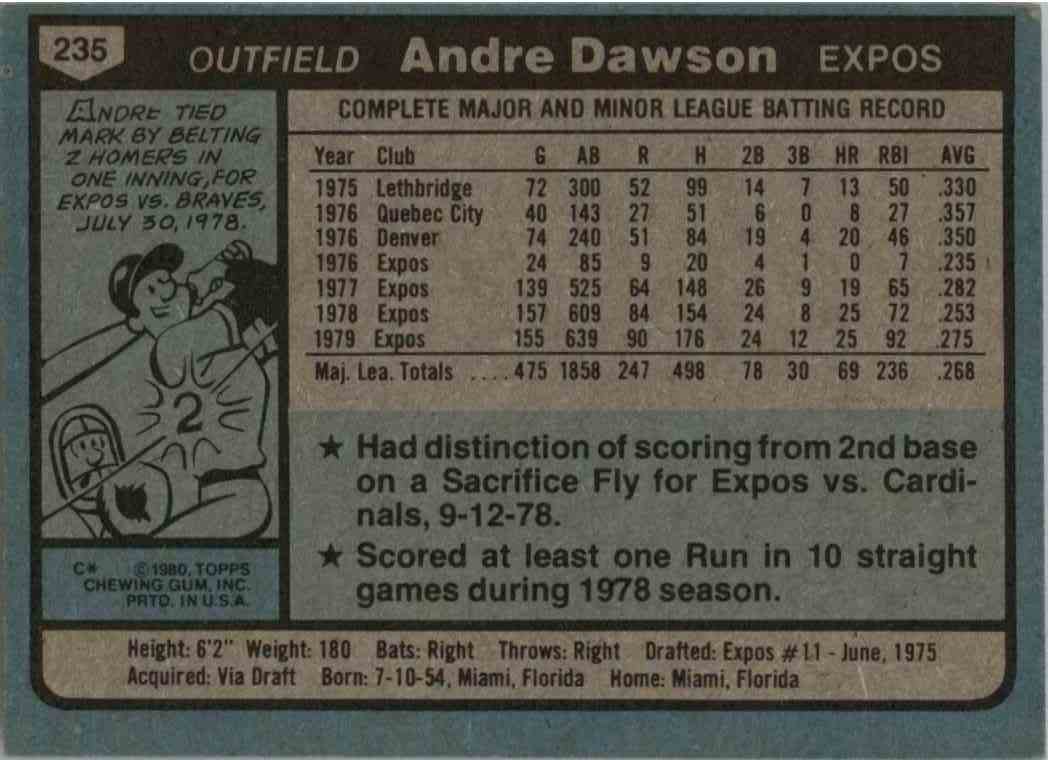 235
OUTFIELD Andre Dawson EXPOS
ANDRE TIED
MARK BY BELTING
2 HOMERS IN
ONE INNING, FOR
EXPOS VS. BRAVES,
JULY 30, 1978.
2
C* ©1980, TOPPS
CHEWING GUM, INC.
PRTD. IN U.S.A.
COMPLETE MAJOR AND MINOR LEAGUE BATTING RECORD
Year Club G AB R H 2B 3B HR RBI AVG
1975 Lethbridge 72 300 52 99 14 7 13 50 .330
1976 Quebec City 40 143 27 51 6 0 8 27 .357
1976 Denver 74 240 51 84 19 4 20 46 .350
1976 Expos 24 85 9 20 4 1 0 7 .235
1977 Expos 139 525 64 148 26 9 19 65 .282
1978 Expos 157 609 84 154 24 8 25 72 .253
1979 Expos 155 639 90 176 24 12 25 92 .275
Maj. Lea. Totals ....475 1858 247 498 78 30 69 236 .268
★ Had distinction of scoring from 2nd base
on a Sacrifice Fly for Expos vs. Cardi-
nals, 9-12-78.
★ Scored at least one Run in 10 straight
games during 1978 season.
Height: 6'2" Weight: 180 Bats: Right Throws: Right Drafted: Expos #11 - June, 1975
Acquired: Via Draft Born: 7-10-54, Miami, Florida Home: Miami, Florida